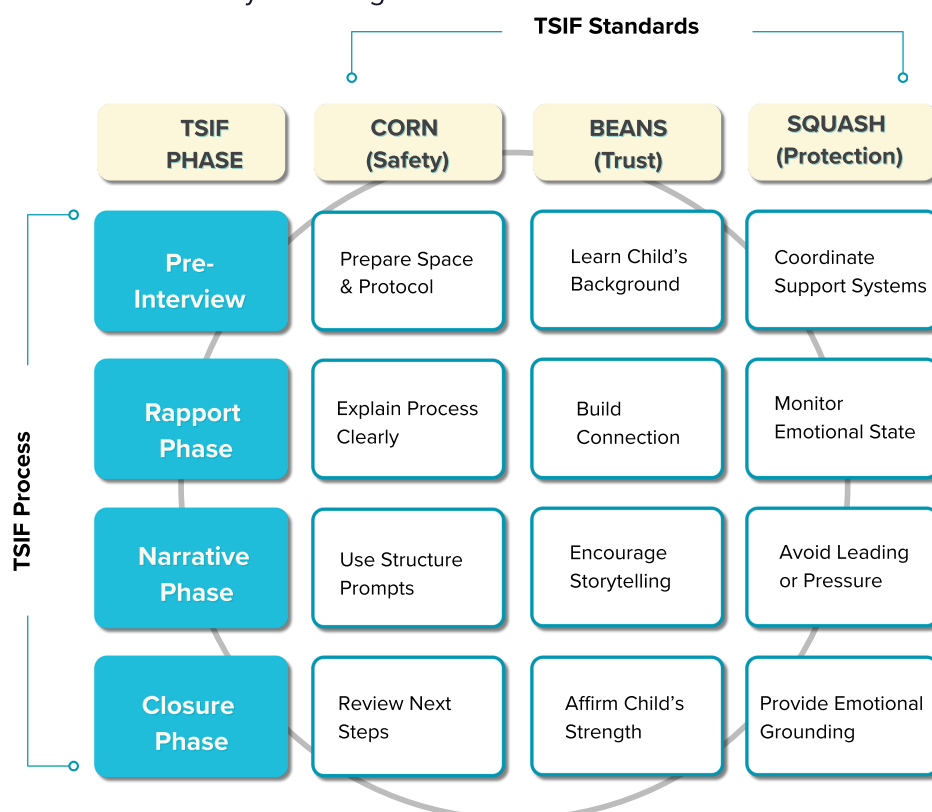 TSIF Standards
TSIF
PHASE
CORN
(Safety)
BEANS
(Trust)
SQUASH
(Protection)
TSIF Process
Pre-
Interview
Prepare Space
& Protocol
Learn Child's
Background
Coordinate
Support Systems
Rapport
Phase
Explain Process
Clearly
Build
Connection
Monitor
Emotional State
Narrative
Phase
Use Structure
Prompts
Encourage
Storytelling
Avoid Leading
or Pressure
Closure
Phase
Review Next
Steps
Affirm Child's
Strength
Provide Emotional
Grounding